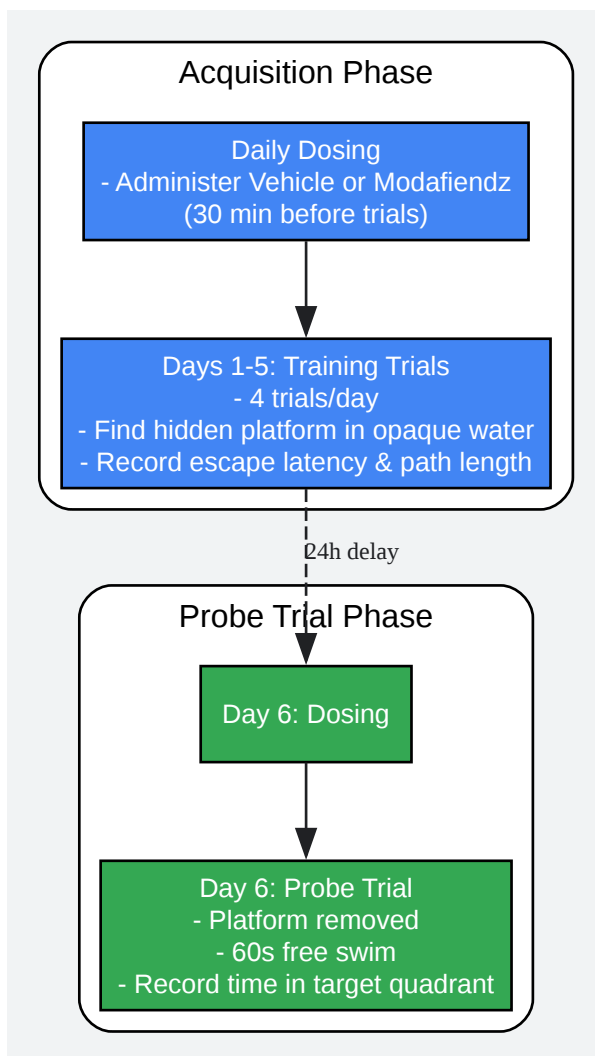 Acquisition Phase
Daily Dosing
- Administer Vehicle or Modafiendz
(30 min before trials)
Days 1-5: Training Trials
- 4 trials/day
- Find hidden platform in opaque water
- Record escape latency & path length
24h delay
Probe Trial Phase
Day 6: Dosing
Day 6: Probe Trial
- Platform removed
- 60s free swim
- Record time in target quadrant